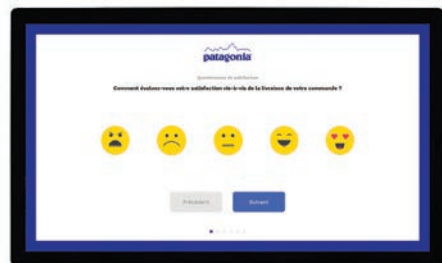 patagonia
Questionnaire de satisfaction
Comment évaluez-vous votre satisfaction vis-à-vis de la livraison de votre commande ?
Précédent
Suivant